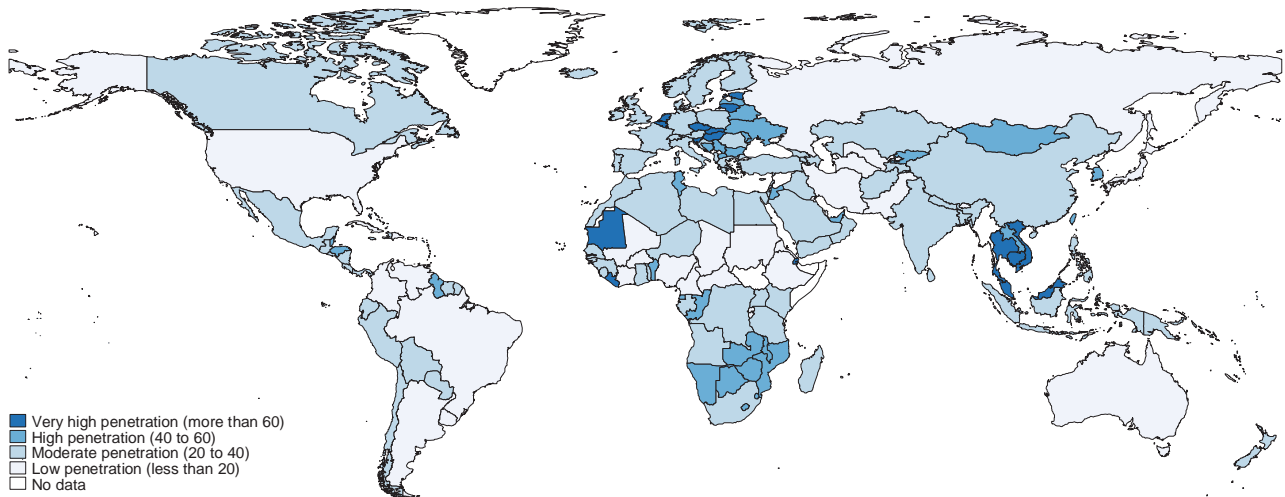 Very high penetration (more than 60)
High penetration (40 to 60)
Moderate penetration (20 to 40)
Low penetration (less than 20)
No data